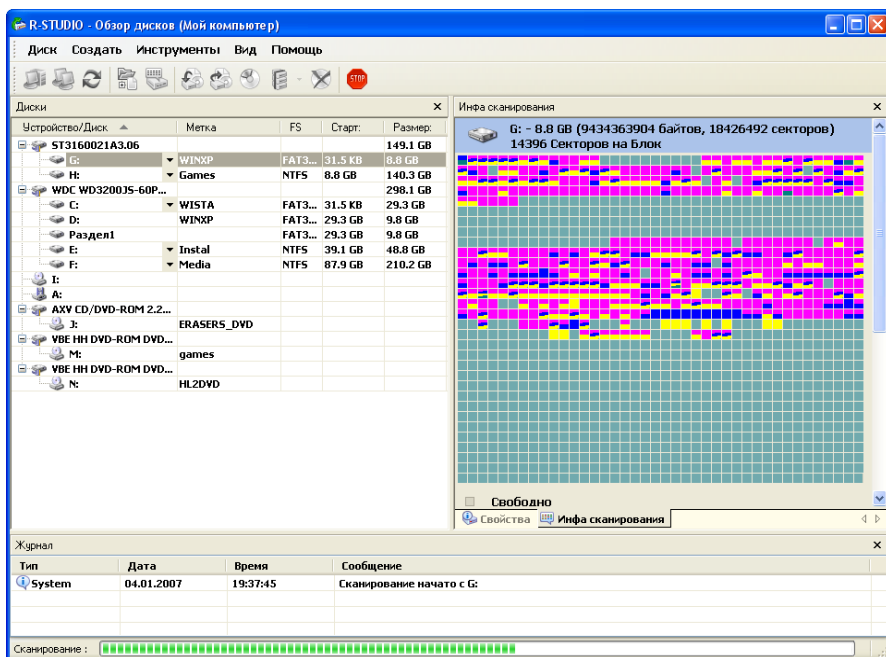 R-STUDIO - Обзор дисков (Мой компьютер)
Диск Создать Инструменты Вид Помощь
STOP
Диски
Устройство/Диск Метка FS Старт: Размер:
ST3160021A3.06 149.1 GB
G: WINXP FAT3... 31.5 KB 8.8 GB
H: Games NTFS 8.8 GB 140.3 GB
WDC WD3200JS-60P... 298.1 GB
C: WISTA FAT3... 31.5 KB 29.3 GB
D: WINXP FAT3... 29.3 GB 9.8 GB
Раздел1 FAT3... 29.3 GB 9.8 GB
E: Instal NTFS 39.1 GB 48.8 GB
F: Media NTFS 87.9 GB 210.2 GB
I:
A:
AXV CD/DVD-ROM 2.2...
J: ERASERS_DVD
VBE HH DVD-ROM DVD...
M: games
VBE HH DVD-ROM DVD...
N: HL2DVD
Инфа сканирования
G: - 8.8 GB (9434363904 байтов, 18426492 секторов)
14396 Секторов на Блок
Свободно
Свойства Инфа сканирования
Журнал
Тип Дата Время Сообщение
System 04.01.2007 19:37:45 Сканирование начато с G:
Сканирование :